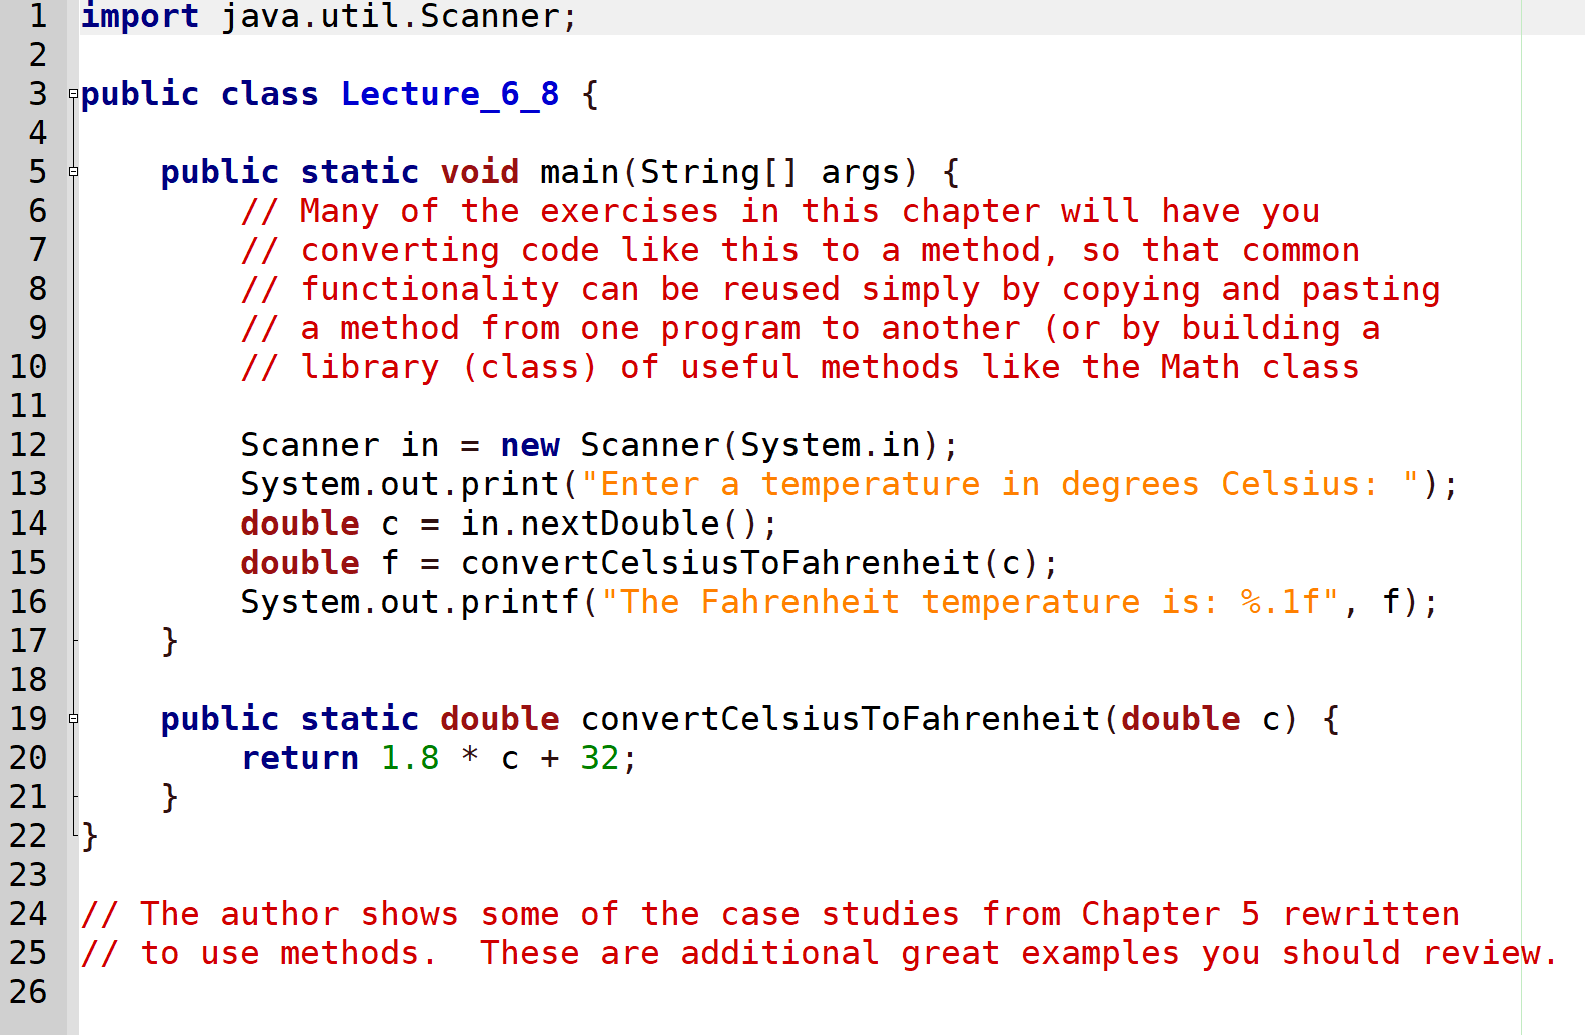 1 import java.util.Scanner;
2
3 public class Lecture_6_8 {
4
5     public static void main(String[] args) {
6         // Many of the exercises in this chapter will have you
7         // converting code like this to a method, so that common
8         // functionality can be reused simply by copying and pasting
9         // a method from one program to another (or by building a
10         // library (class) of useful methods like the Math class
11
12         Scanner in = new Scanner(System.in);
13         System.out.print("Enter a temperature in degrees Celsius: ");
14         double c = in.nextDouble();
15         double f = convertCelsiusToFahrenheit(c);
16         System.out.printf("The Fahrenheit temperature is: %.1f", f);
17     }
18
19     public static double convertCelsiusToFahrenheit(double c) {
20         return 1.8 * c + 32;
21     }
22 }
23
24 // The author shows some of the case studies from Chapter 5 rewritten
25 // to use methods.  These are additional great examples you should review.
26